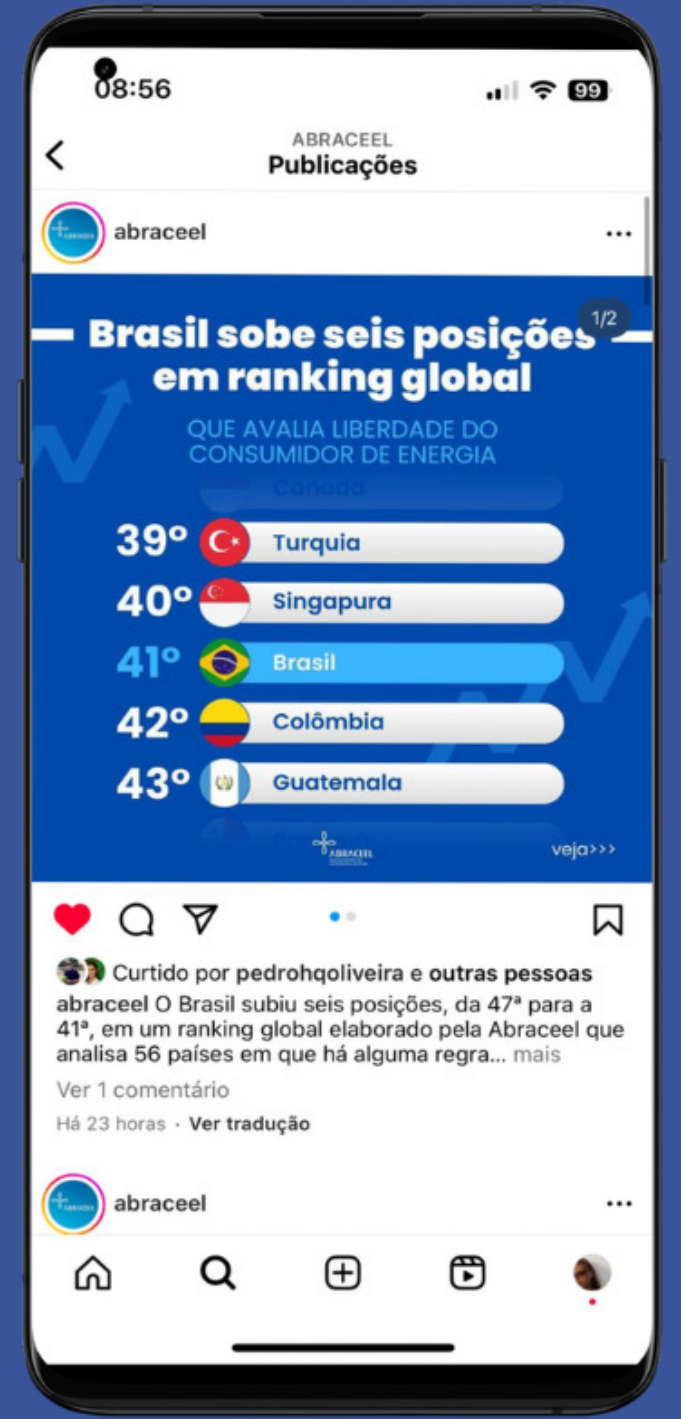 08:56
99
ABRACEEL
Publicações
abraceel
1/2
Brasil sobe seis posições
em ranking global
QUE AVALIA LIBERDADE DO
CONSUMIDOR DE ENERGIA
Canadá
39º Turquia
40º Singapura
41º Brasil
42º Colômbia
43º Guatemala
ABRACEEL
veja>>>
Curtido por pedrohqoliveira e outras pessoas
abraceel O Brasil subiu seis posições, da 47ª para a
41ª, em um ranking global elaborado pela Abraceel que
analisa 56 países em que há alguma regra... mais
Ver 1 comentário
Há 23 horas · Ver tradução
abraceel